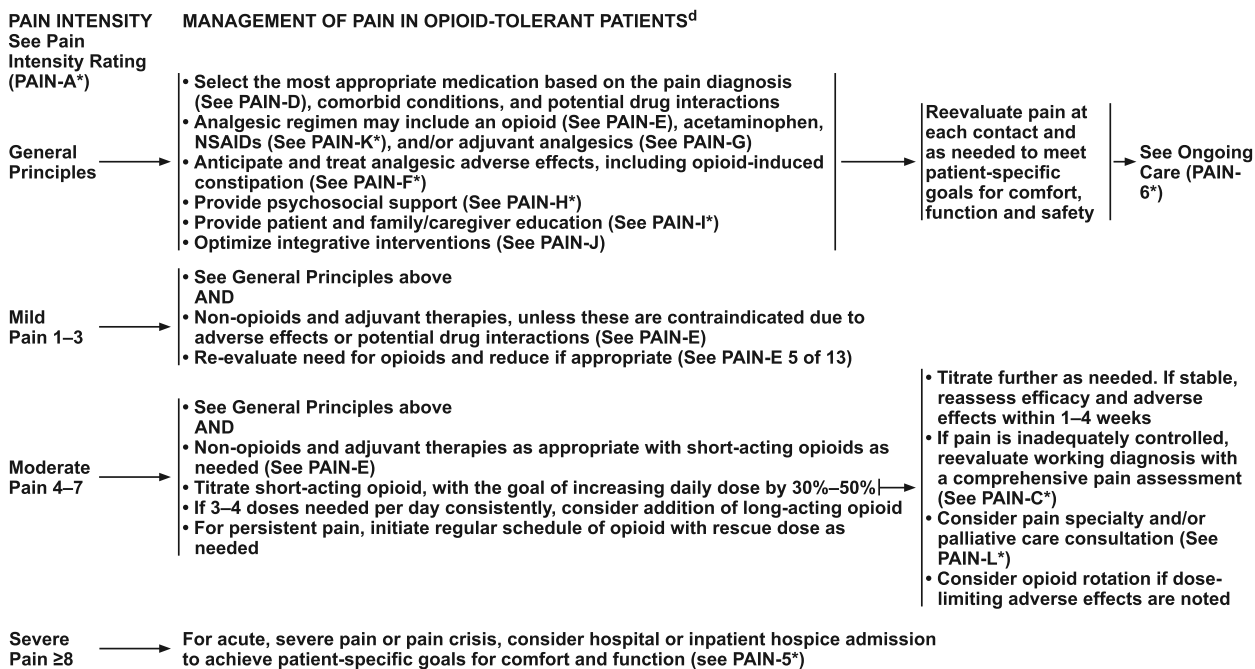 PAIN INTENSITY
See Pain
Intensity Rating
(PAIN-A*)
MANAGEMENT OF PAIN IN OPIOID-TOLERANT PATIENTSd
General
Principles
• Select the most appropriate medication based on the pain diagnosis
(See PAIN-D), comorbid conditions, and potential drug interactions
• Analgesic regimen may include an opioid (See PAIN-E), acetaminophen,
NSAIDs (See PAIN-K*), and/or adjuvant analgesics (See PAIN-G)
• Anticipate and treat analgesic adverse effects, including opioid-induced
constipation (See PAIN-F*)
• Provide psychosocial support (See PAIN-H*)
• Provide patient and family/caregiver education (See PAIN-I*)
• Optimize integrative interventions (See PAIN-J)
Reevaluate pain at
each contact and
as needed to meet
patient-specific
goals for comfort,
function and safety
See Ongoing
Care (PAIN-
6*)
Mild
Pain 1–3
• See General Principles above
AND
• Non-opioids and adjuvant therapies, unless these are contraindicated due to
adverse effects or potential drug interactions (See PAIN-E)
• Re-evaluate need for opioids and reduce if appropriate (See PAIN-E 5 of 13)
Moderate
Pain 4–7
• See General Principles above
AND
• Non-opioids and adjuvant therapies as appropriate with short-acting opioids as
needed (See PAIN-E)
• Titrate short-acting opioid, with the goal of increasing daily dose by 30%–50%
• If 3–4 doses needed per day consistently, consider addition of long-acting opioid
• For persistent pain, initiate regular schedule of opioid with rescue dose as
needed
• Titrate further as needed. If stable,
reassess efficacy and adverse
effects within 1–4 weeks
• If pain is inadequately controlled,
reevaluate working diagnosis with
a comprehensive pain assessment
(See PAIN-C*)
• Consider pain specialty and/or
palliative care consultation (See
PAIN-L*)
• Consider opioid rotation if dose-
limiting adverse effects are noted
Severe
Pain ≥8
For acute, severe pain or pain crisis, consider hospital or inpatient hospice admission
to achieve patient-specific goals for comfort and function (see PAIN-5*)